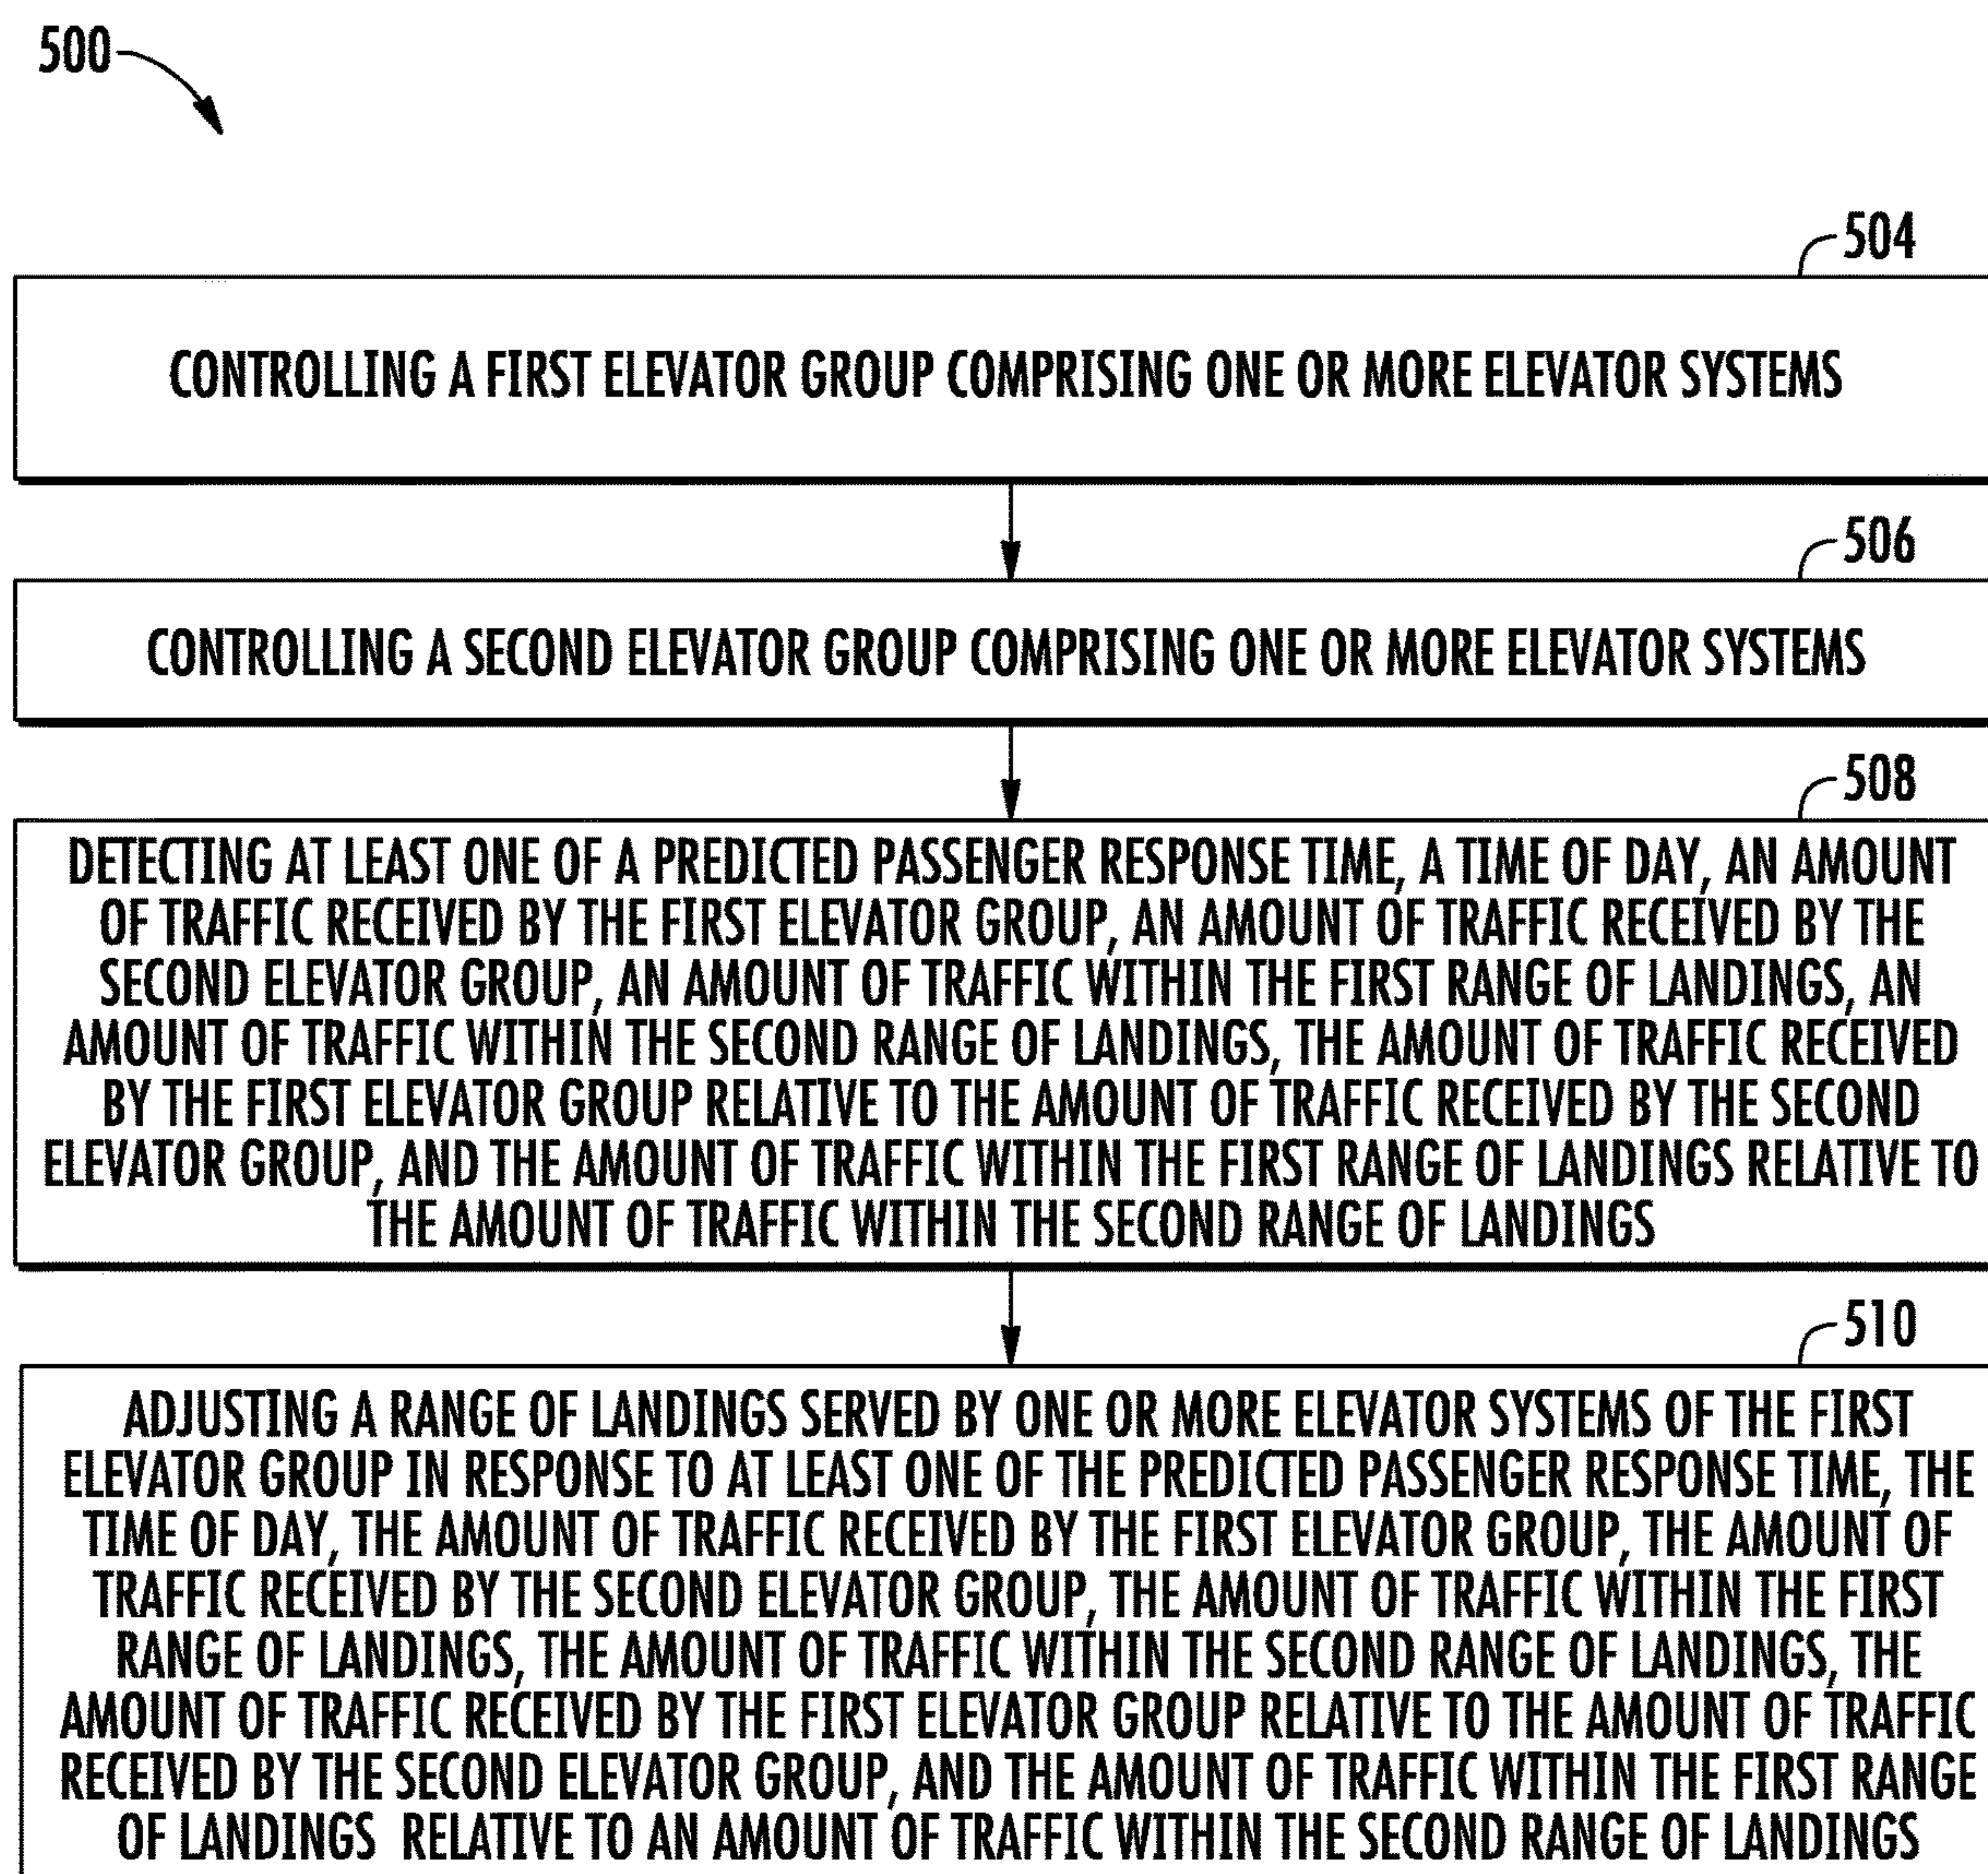 500
504
CONTROLLING A FIRST ELEVATOR GROUP COMPRISING ONE OR MORE ELEVATOR SYSTEMS
506
CONTROLLING A SECOND ELEVATOR GROUP COMPRISING ONE OR MORE ELEVATOR SYSTEMS
508
DETECTING AT LEAST ONE OF A PREDICTED PASSENGER RESPONSE TIME, A TIME OF DAY, AN AMOUNT
OF TRAFFIC RECEIVED BY THE FIRST ELEVATOR GROUP, AN AMOUNT OF TRAFFIC RECEIVED BY THE
SECOND ELEVATOR GROUP, AN AMOUNT OF TRAFFIC WITHIN THE FIRST RANGE OF LANDINGS, AN
AMOUNT OF TRAFFIC WITHIN THE SECOND RANGE OF LANDINGS, THE AMOUNT OF TRAFFIC RECEIVED
BY THE FIRST ELEVATOR GROUP RELATIVE TO THE AMOUNT OF TRAFFIC RECEIVED BY THE SECOND
ELEVATOR GROUP, AND THE AMOUNT OF TRAFFIC WITHIN THE FIRST RANGE OF LANDINGS RELATIVE TO
THE AMOUNT OF TRAFFIC WITHIN THE SECOND RANGE OF LANDINGS
510
ADJUSTING A RANGE OF LANDINGS SERVED BY ONE OR MORE ELEVATOR SYSTEMS OF THE FIRST
ELEVATOR GROUP IN RESPONSE TO AT LEAST ONE OF THE PREDICTED PASSENGER RESPONSE TIME, THE
TIME OF DAY, THE AMOUNT OF TRAFFIC RECEIVED BY THE FIRST ELEVATOR GROUP, THE AMOUNT OF
TRAFFIC RECEIVED BY THE SECOND ELEVATOR GROUP, THE AMOUNT OF TRAFFIC WITHIN THE FIRST
RANGE OF LANDINGS, THE AMOUNT OF TRAFFIC WITHIN THE SECOND RANGE OF LANDINGS, THE
AMOUNT OF TRAFFIC RECEIVED BY THE FIRST ELEVATOR GROUP RELATIVE TO THE AMOUNT OF TRAFFIC
RECEIVED BY THE SECOND ELEVATOR GROUP, AND THE AMOUNT OF TRAFFIC WITHIN THE FIRST RANGE
OF LANDINGS RELATIVE TO AN AMOUNT OF TRAFFIC WITHIN THE SECOND RANGE OF LANDINGS